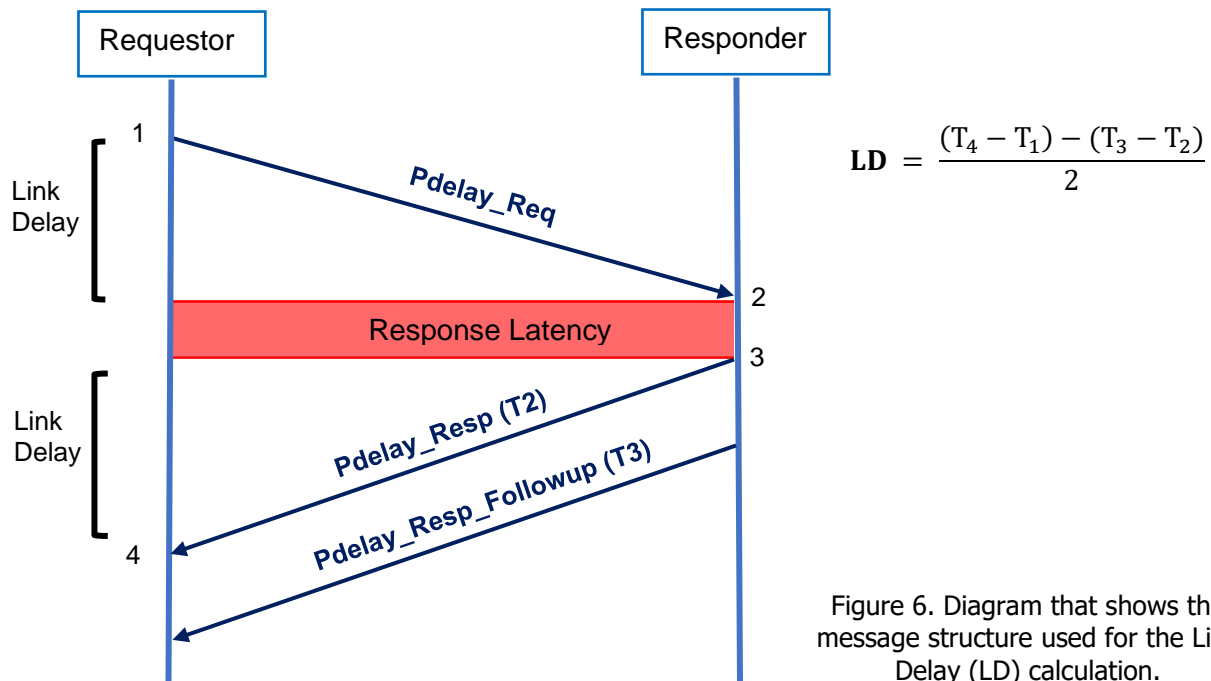 Requestor
Responder
1
LD = (T₄ − T₁) − (T₃ − T₂) / 2
Link
Delay
Pdelay_Req
2
Response Latency
3
Link
Delay
Pdelay_Resp (T2)
Pdelay_Resp_Followup (T3)
4
Figure 6. Diagram that shows th
message structure used for the Li
Delay (LD) calculation.